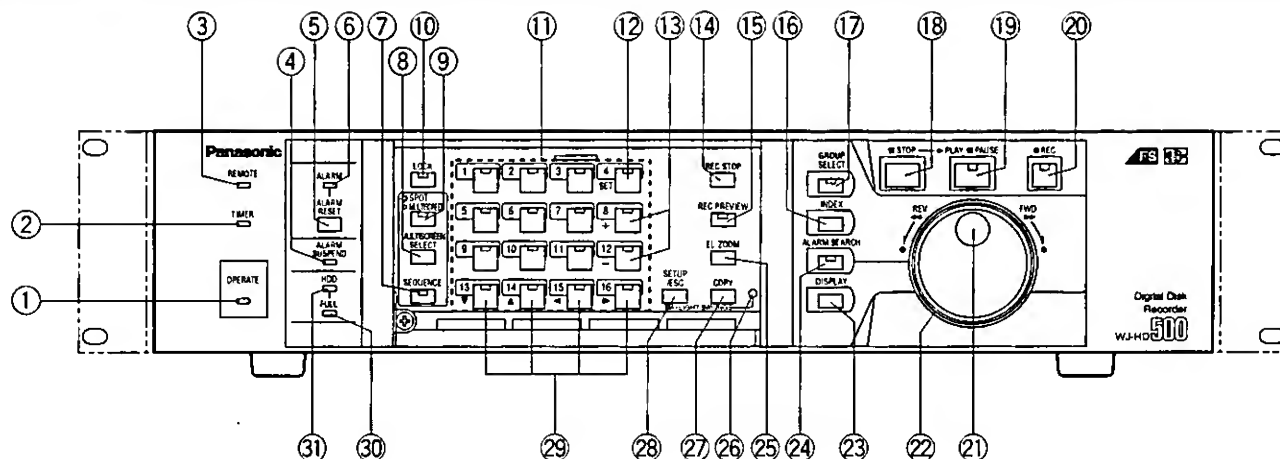 ③ ④ ⑤ ⑥ ⑦ ⑧ ⑩ ⑨ ⑪ ⑫ ⑬ ⑭ ⑮ ⑯ ⑰ ⑱ ⑲ ⑳
② ①
Panasonic
REMOTE
TIMER
OPERATE
ALARM
ALARM RESET
ALARM SUSPEND
HDD
FULL
LOCK
SPOT
MULTISCREEN SELECT
SEQUENCE
1 2 3 4
SET
5 6 7 8
+
9 10 11 12
−
13 14 15 16
▼ ▲ ◄ ►
REC STOP
REC PREVIEW
EL ZOOM
SETUP /ESC
COPY
GROUP SELECT
INDEX
ALARM SEARCH
DISPLAY
■ STOP
PLAY
PAUSE
REC
REV
FWD
Digital Disk
Recorder
WJ-HD500
㉛ ㉚ ㉙ ㉘ ㉗ ㉖ ㉕ ㉔ ㉓ ㉒ ㉑